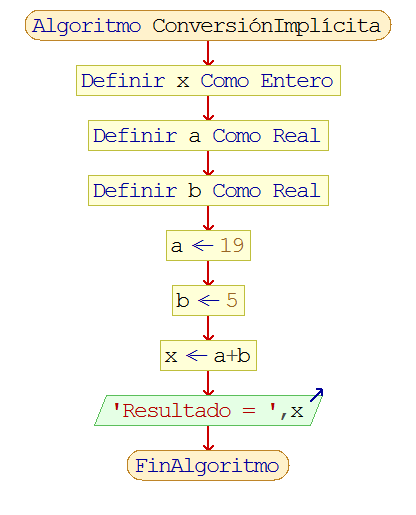 Algoritmo ConversiónImplícita
Definir x Como Entero
Definir a Como Real
Definir b Como Real
a ← 19
b ← 5
x ← a+b
'Resultado = ',x
FinAlgoritmo